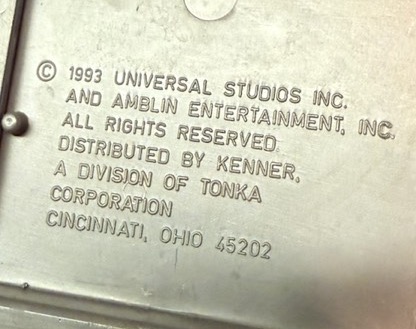 © 1993 UNIVERSAL STUDIOS INC.
AND AMBLIN ENTERTAINMENT, INC.
ALL RIGHTS RESERVED.
DISTRIBUTED BY KENNER,
A DIVISION OF TONKA
CORPORATION
CINCINNATI, OHIO 45202